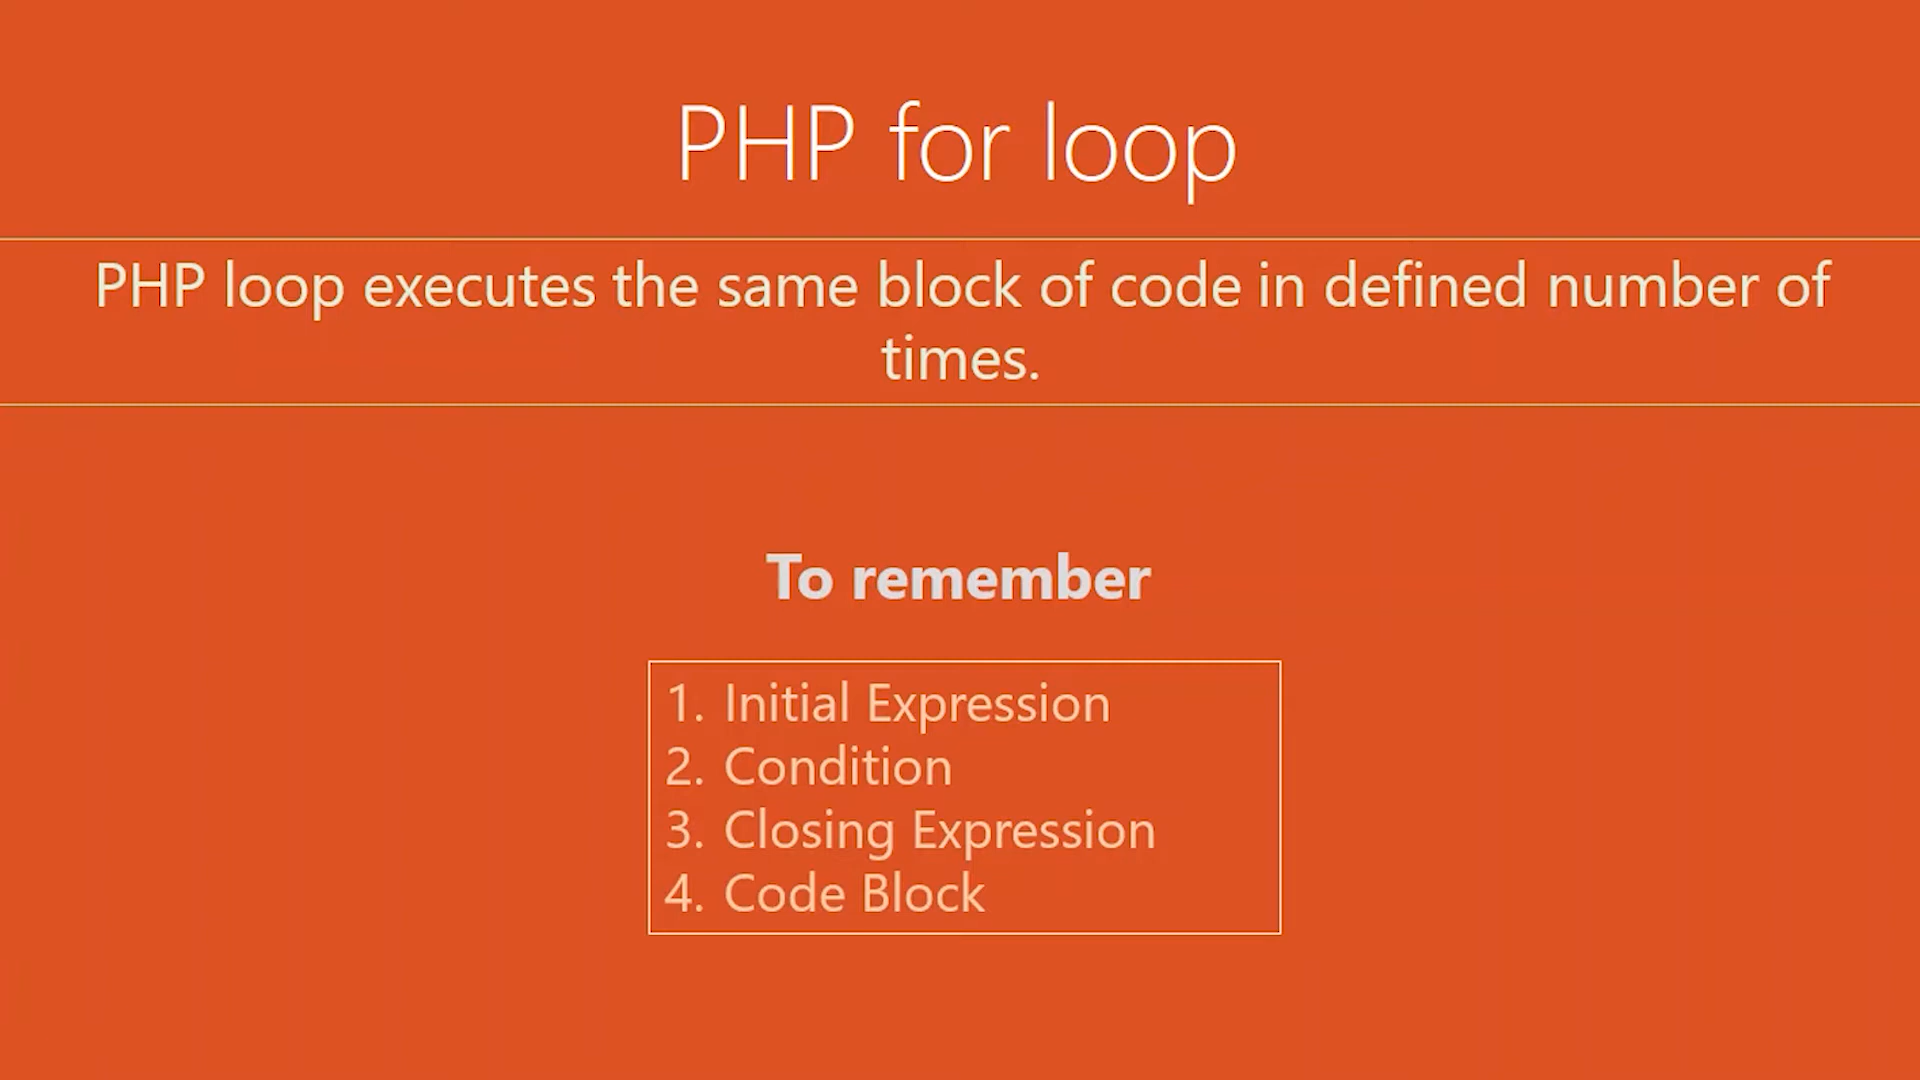 PHP for loop
PHP loop executes the same block of code in defined number of
times.
To remember
1. Initial Expression
2. Condition
3. Closing Expression
4. Code Block